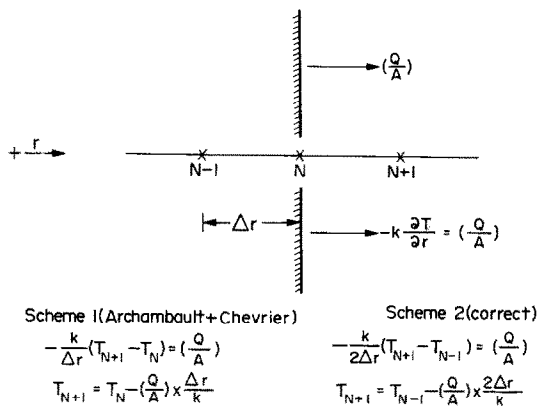 (Q/A)
+ r
N-1 N N+1
Δr
-k ∂T/∂r = (Q/A)
Scheme 1(Archambault+Chevrier)
-k/Δr(T_{N+1}-T_N)=(Q/A)
T_{N+1} = T_N-(Q/A)×Δr/k
Scheme 2(correct)
-k/2Δr(T_{N+1}-T_{N-1})=(Q/A)
T_{N+1} = T_{N-1}-(Q/A)×2Δr/k